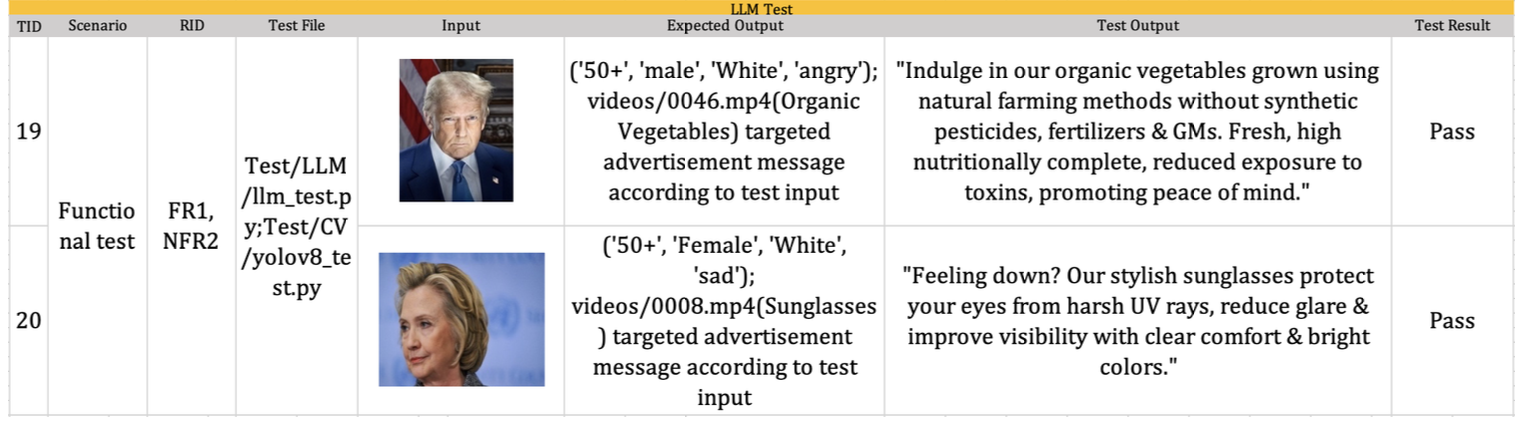 LLM Test
TID Scenario RID Test File Input Expected Output Test Output Test Result
19
Functio
nal test
FR1,
NFR2
Test/LLM
/llm_test.p
y;Test/CV
/yolov8_te
st.py
('50+', 'male', 'White', 'angry');
videos/0046.mp4(Organic
Vegetables) targeted
advertisement message
according to test input
"Indulge in our organic vegetables grown using
natural farming methods without synthetic
pesticides, fertilizers & GMs. Fresh, high
nutritionally complete, reduced exposure to
toxins, promoting peace of mind."
Pass
20
('50+', 'Female', 'White',
'sad');
videos/0008.mp4(Sunglasses
) targeted advertisement
message according to test
input
"Feeling down? Our stylish sunglasses protect
your eyes from harsh UV rays, reduce glare &
improve visibility with clear comfort & bright
colors."
Pass